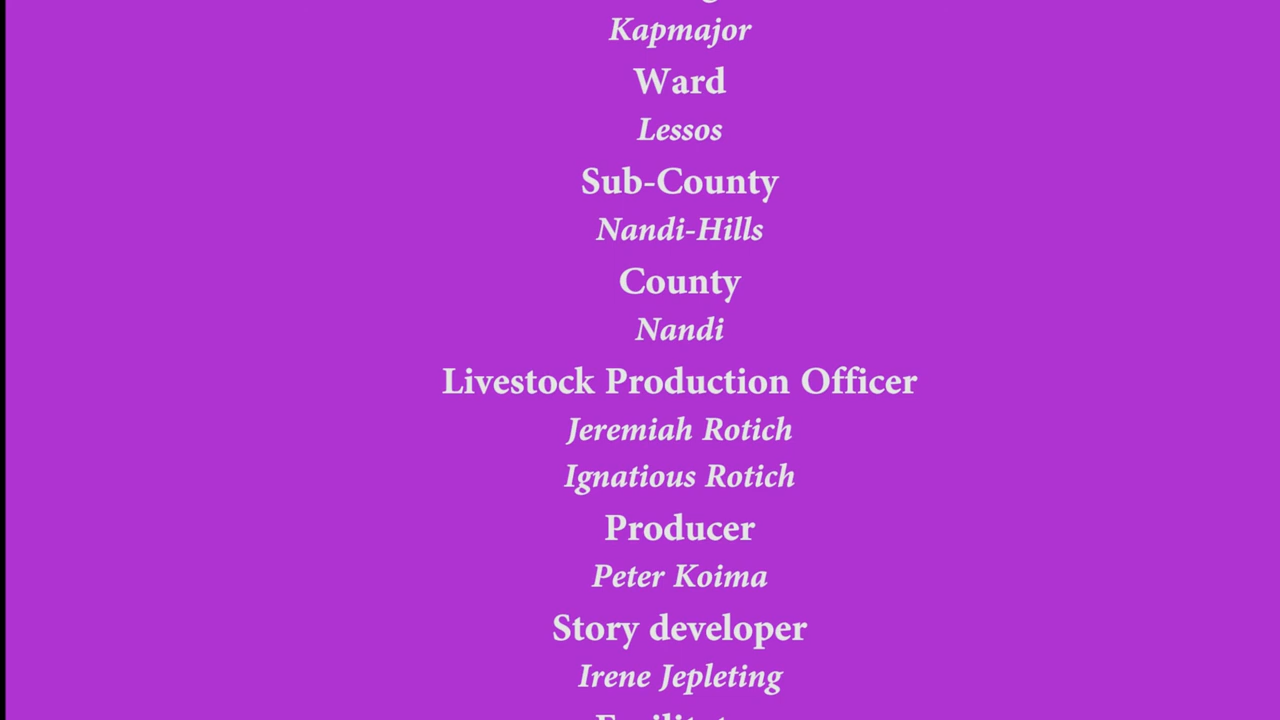 Kapmajor
Ward
Lessos
Sub-County
Nandi-Hills
County
Nandi
Livestock Production Officer
Jeremiah Rotich
Ignatious Rotich
Producer
Peter Koima
Story developer
Irene Jepleting